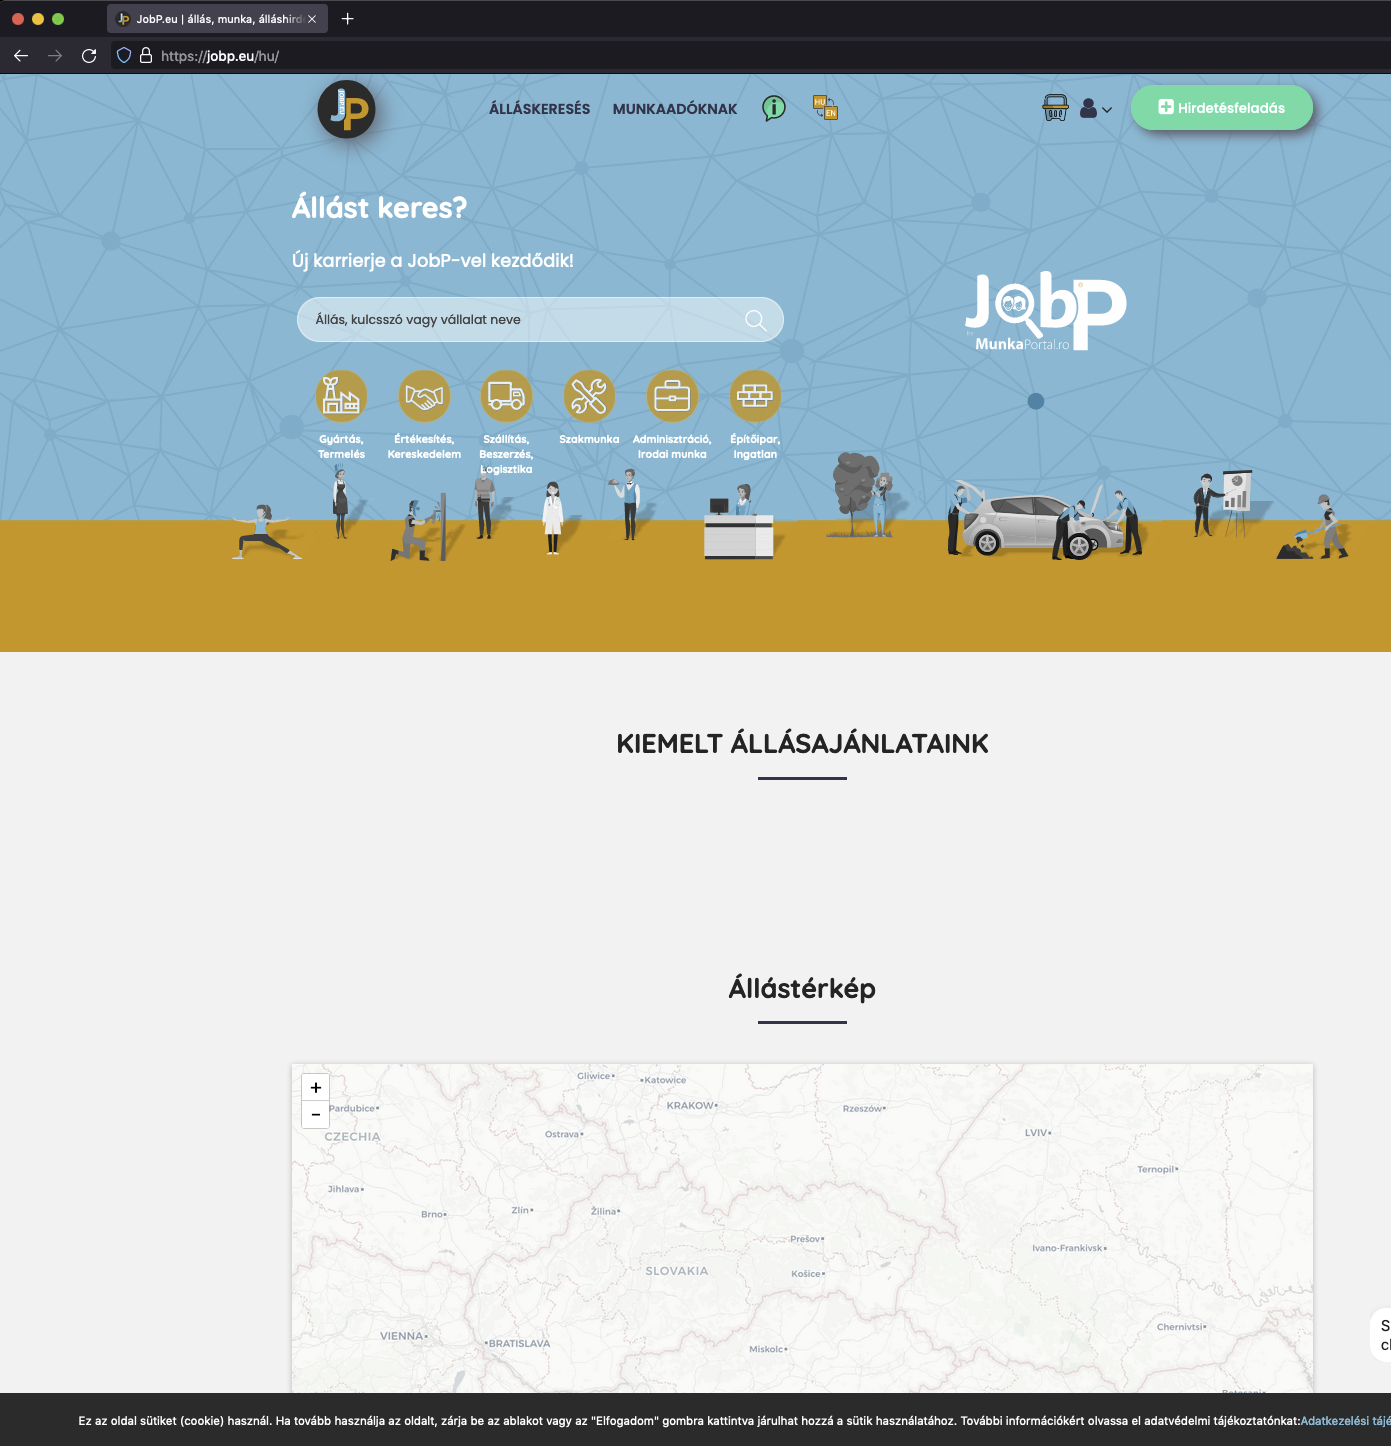 JobP.eu | állás, munka, álláshird
https://jobp.eu/hu/
JP
ÁLLÁSKERESÉS
MUNKAADÓKNAK
HU
EN
Hirdetésfeladás
Állást keres?
Új karrierje a JobP-vel kezdődik!
Állás, kulcsszó vagy vállalat neve
JobP
by
MunkaPortal.ro
Gyártás,
Termelés
Értékesítés,
Kereskedelem
Szállítás,
Beszerzés,
Logisztika
Szakmunka
Adminisztráció,
Irodai munka
Építőipar,
Ingatlan
KIEMELT ÁLLÁSAJÁNLATAINK
Állástérkép
+
−
Gliwice
Katowice
KRAKOW
Rzeszów
Pardubice
CZECHIA
Ostrava
LVIV
Ternopil
Jihlava
Brno
Zlín
Žilina
Prešov
Ivano-Frankivsk
SLOVAKIA
Košice
Chernivtsi
VIENNA
BRATISLAVA
Miskolc
S
cl
Ez az oldal sütiket (cookie) használ. Ha tovább használja az oldalt, zárja be az ablakot vagy az "Elfogadom" gombra kattintva járulhat hozzá a sütik használatához. További információkért olvassa el adatvédelmi tájékoztatónkat:Adatkezelési tájé